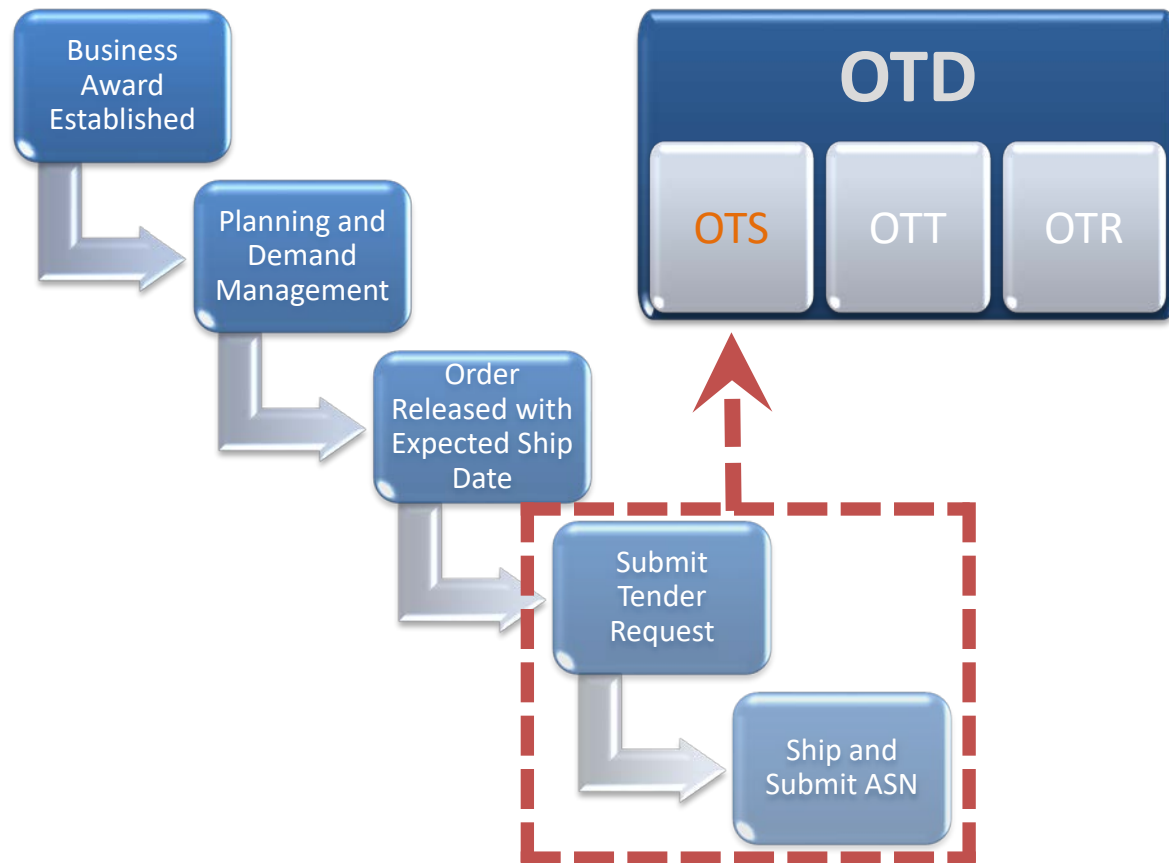 Business
Award
Established
OTD
OTS
OTT
OTR
Planning and
Demand
Management
Order
Released with
Expected Ship
Date
Submit
Tender
Request
Ship and
Submit ASN